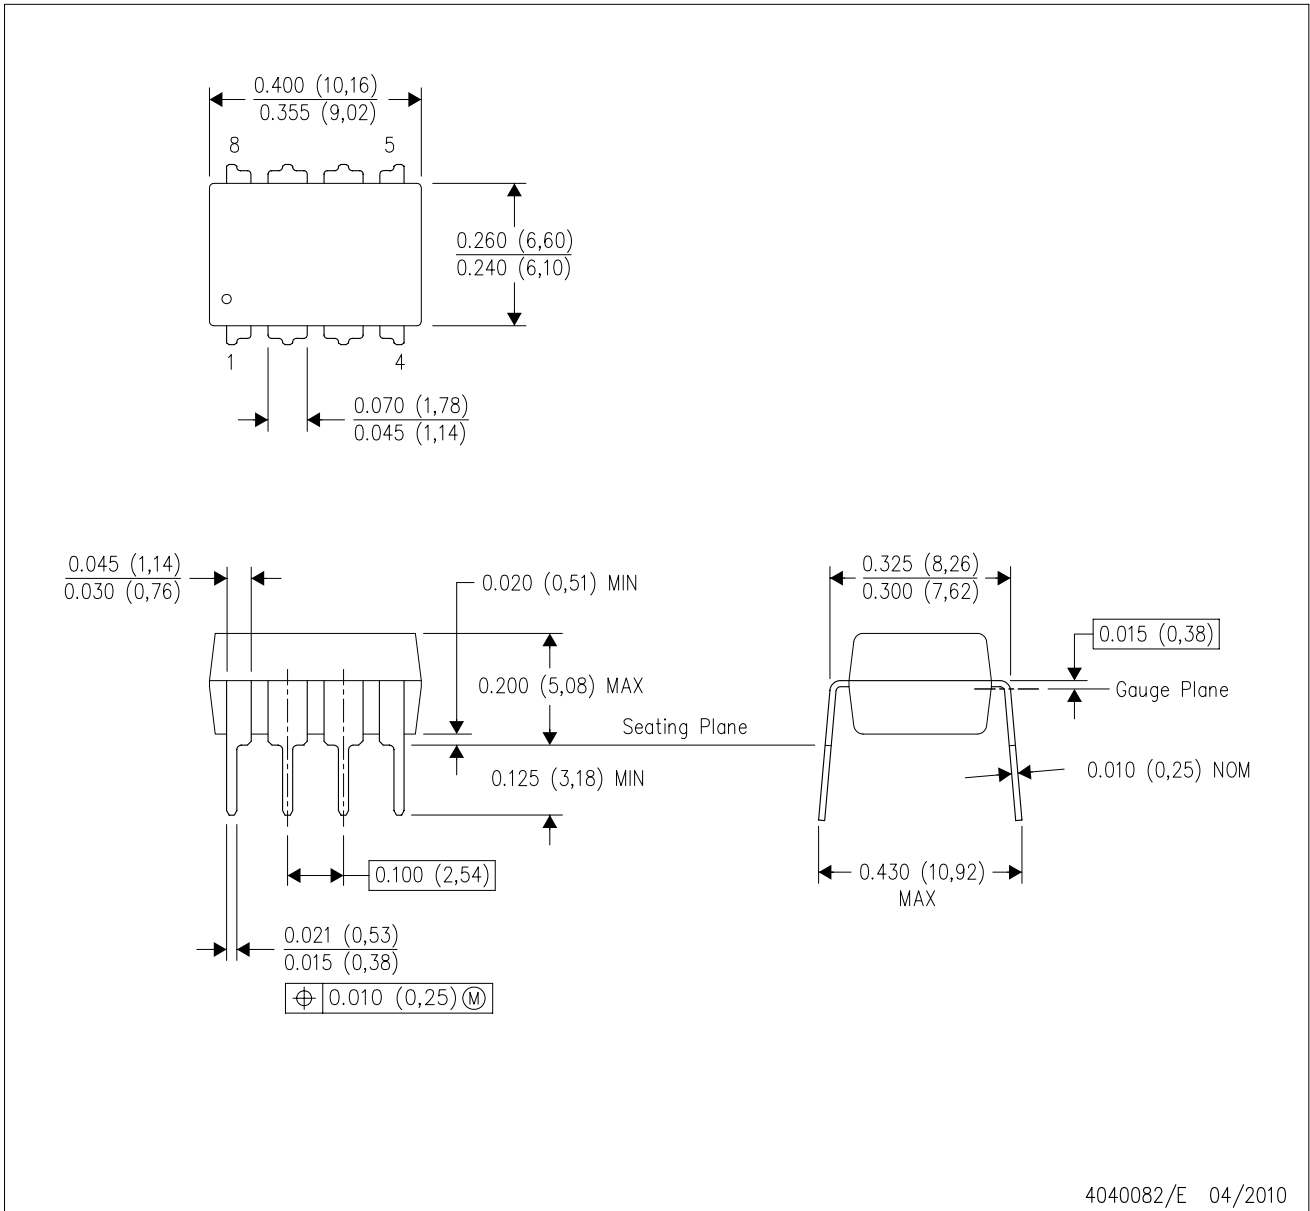 0.400 (10,16)
0.355 (9,02)
8
5
0.260 (6,60)
0.240 (6,10)
1
4
0.070 (1,78)
0.045 (1,14)
0.045 (1,14)
0.030 (0,76)
0.020 (0,51) MIN
0.325 (8,26)
0.300 (7,62)
0.015 (0,38)
0.200 (5,08) MAX
Gauge Plane
Seating Plane
0.125 (3,18) MIN
0.010 (0,25) NOM
0.100 (2,54)
0.430 (10,92)
MAX
0.021 (0,53)
0.015 (0,38)
⌖ 0.010 (0,25) Ⓜ
4040082/E 04/2010